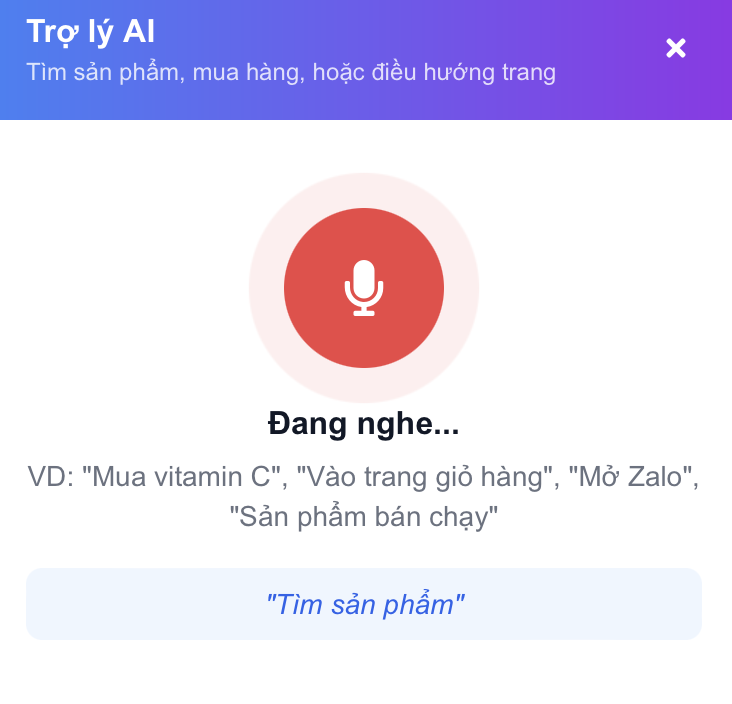 Trợ lý AI
Tìm sản phẩm, mua hàng, hoặc điều hướng trang
Đang nghe...
VD: "Mua vitamin C", "Vào trang giỏ hàng", "Mở Zalo",
"Sản phẩm bán chạy"
"Tìm sản phẩm"